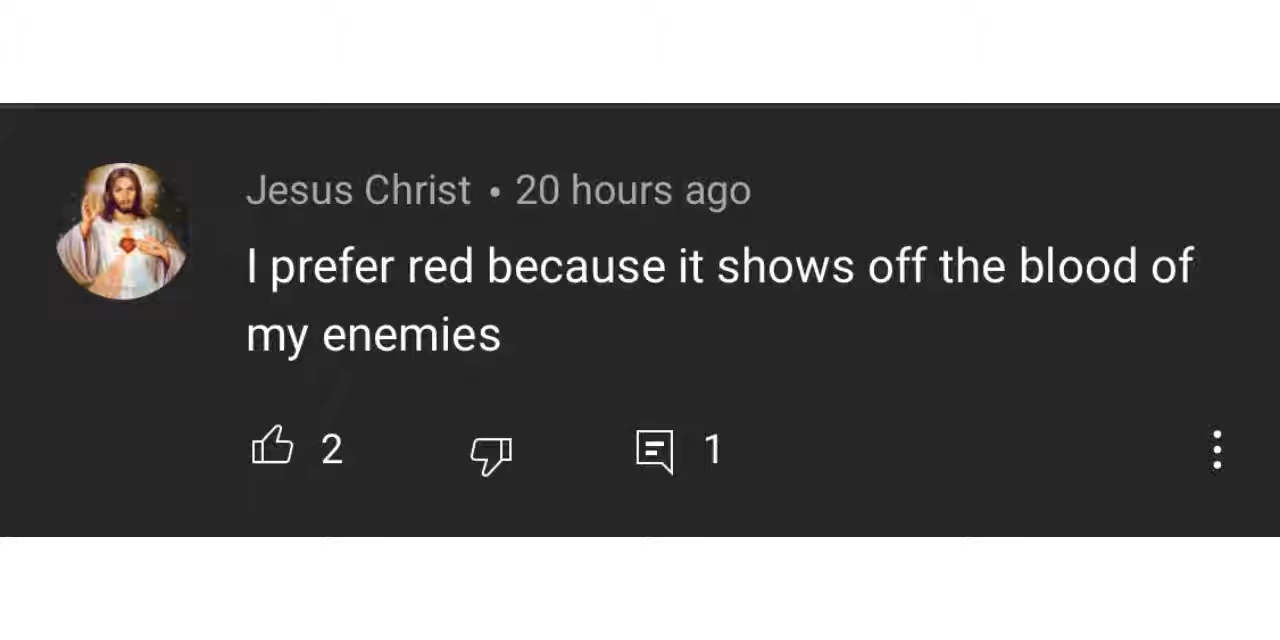 Jesus Christ • 20 hours ago
I prefer red because it shows off the blood of
my enemies
2 1